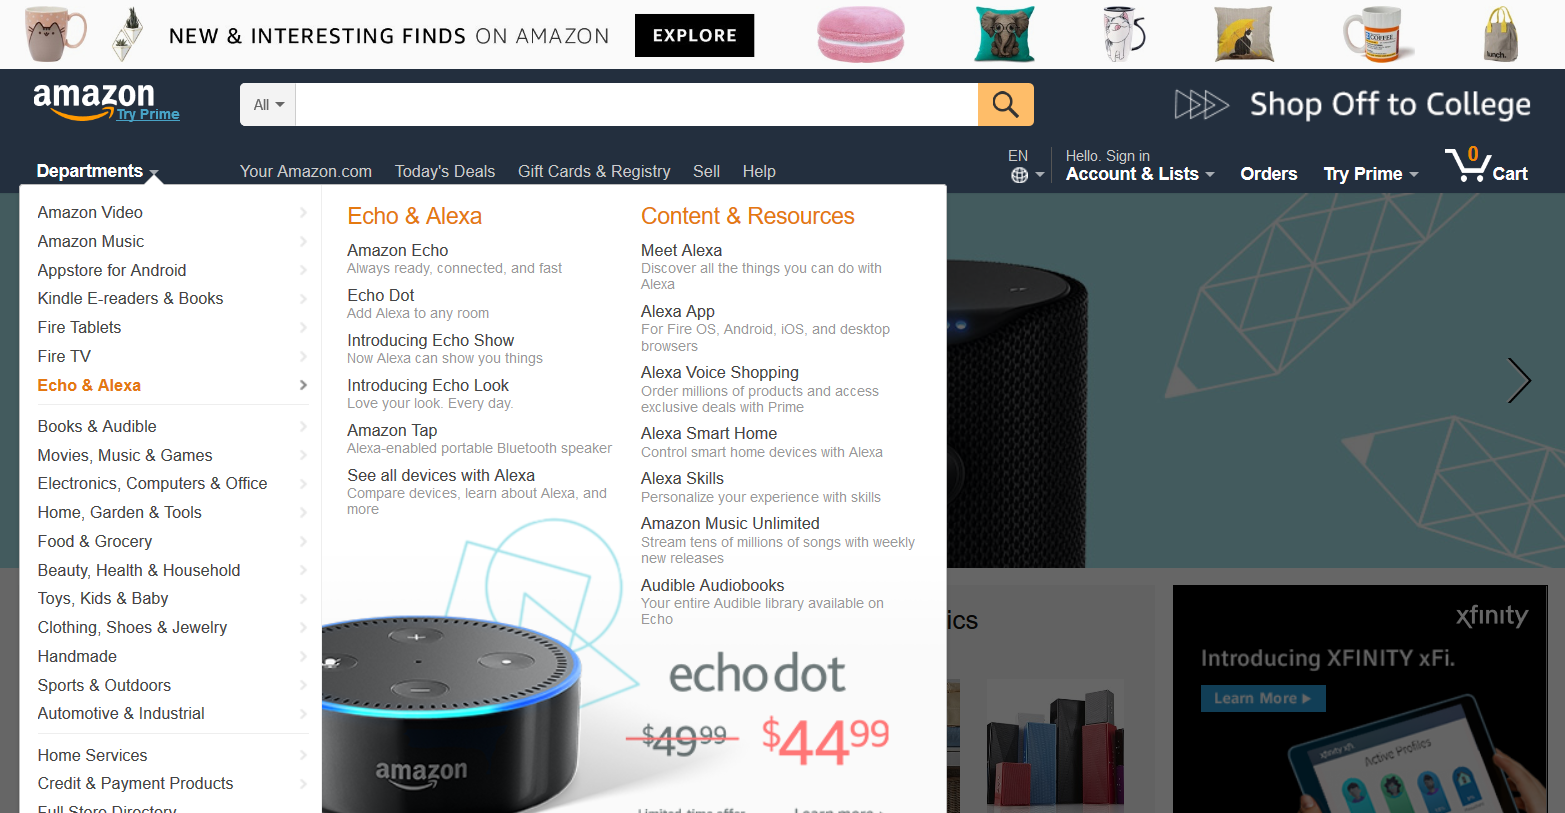 NEW & INTERESTING FINDS ON AMAZON
EXPLORE
COFFEE
lunch.
amazon
Try Prime
All
Shop Off to College
Departments
Your Amazon.com
Today's Deals
Gift Cards & Registry
Sell
Help
EN
Hello. Sign in
Account & Lists
Orders
Try Prime
0
Cart
Amazon Video
Amazon Music
Appstore for Android
Kindle E-readers & Books
Fire Tablets
Fire TV
Echo & Alexa
Books & Audible
Movies, Music & Games
Electronics, Computers & Office
Home, Garden & Tools
Food & Grocery
Beauty, Health & Household
Toys, Kids & Baby
Clothing, Shoes & Jewelry
Handmade
Sports & Outdoors
Automotive & Industrial
Home Services
Credit & Payment Products
Full Store Directory
Echo & Alexa
Amazon Echo
Always ready, connected, and fast
Echo Dot
Add Alexa to any room
Introducing Echo Show
Now Alexa can show you things
Introducing Echo Look
Love your look. Every day.
Amazon Tap
Alexa-enabled portable Bluetooth speaker
See all devices with Alexa
Compare devices, learn about Alexa, and
more
Content & Resources
Meet Alexa
Discover all the things you can do with
Alexa
Alexa App
For Fire OS, Android, iOS, and desktop
browsers
Alexa Voice Shopping
Order millions of products and access
exclusive deals with Prime
Alexa Smart Home
Control smart home devices with Alexa
Alexa Skills
Personalize your experience with skills
Amazon Music Unlimited
Stream tens of millions of songs with weekly
new releases
Audible Audiobooks
Your entire Audible library available on
Echo
amazon
echo dot
$49.99 $44.99
Limited-time offer
Learn more >
ics
xfinity
Introducing XFINITY xFi.
Learn More
xfinity xfi
Active Profiles